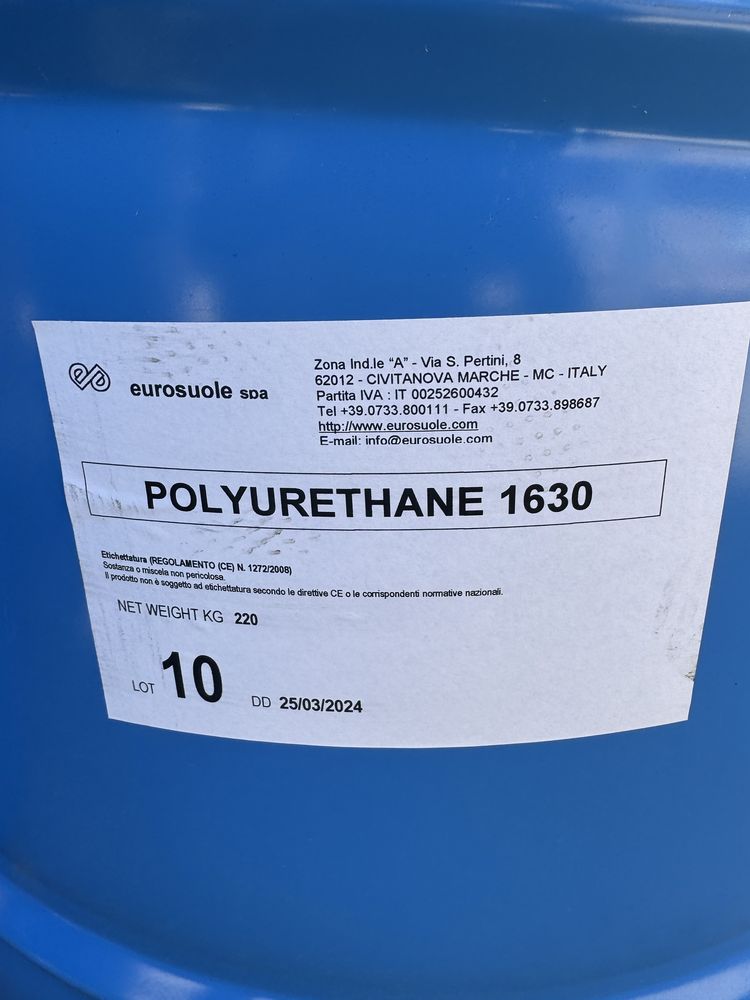 eurosuole spa
Zona Ind.le “A” - Via S. Pertini, 8
62012 - CIVITANOVA MARCHE - MC - ITALY
Partita IVA : IT 00252600432
Tel +39.0733.800111 - Fax +39.0733.898687
http://www.eurosuole.com
E-mail: info@eurosuole.com
POLYURETHANE 1630
Etichettatura (REGOLAMENTO (CE) N. 1272/2008)
Sostanza o miscela non pericolosa.
Il prodotto non è soggetto ad etichettatura secondo le direttive CE o le corrispondenti normative nazionali.
NET WEIGHT KG 220
LOT 10 DD 25/03/2024